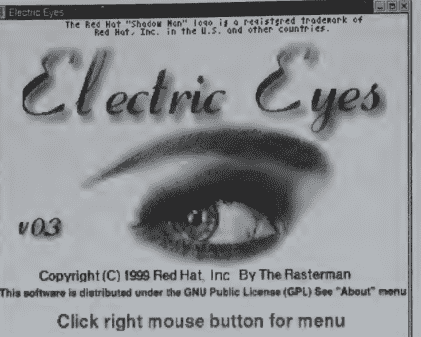 Electric Eyes
The Red Hat "Shadow Man" logo is a registered trademark of
Red Hat, Inc. in the U.S. and other countries.
Electric Eyes
v0.3
Copyright (C) 1999 Red Hat, Inc By The Rasterman
This software is distributed under the GNU Public License (GPL) See "About" menu
Click right mouse button for menu